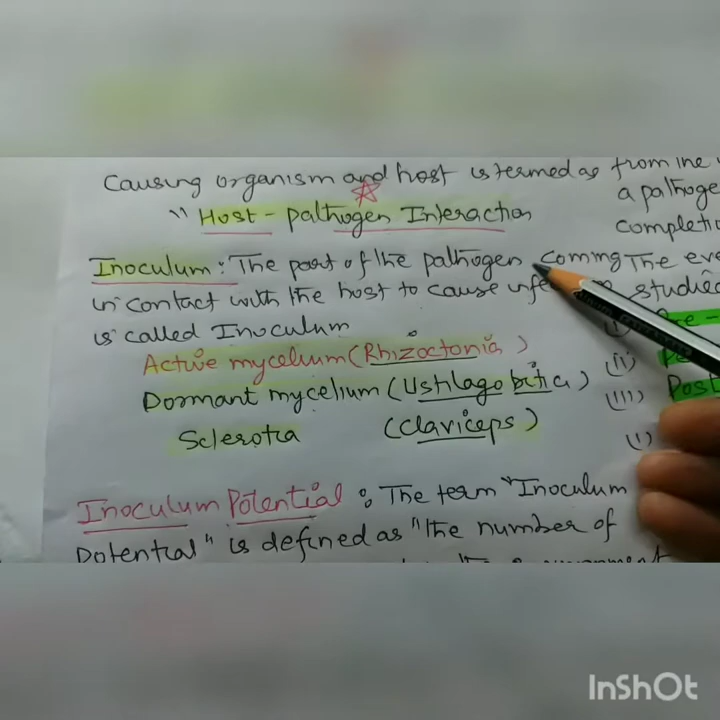 Causing organism and host is termed as
" Host - pathogen Interaction
Inoculum : The part of the pathogen coming
in contact with the host to cause infe
is called Inoculum
Active mycelium (Rhizoctonia)
Dormant mycelium (Ustilago
Sclerotia (Claviceps)
Inoculum Potential : The term "Inoculum
Potential" is defined as "the number of
from the
a pathoge
completi
The eve
studied
(i)
(ii)
(iii) Post
(i)
InShOt